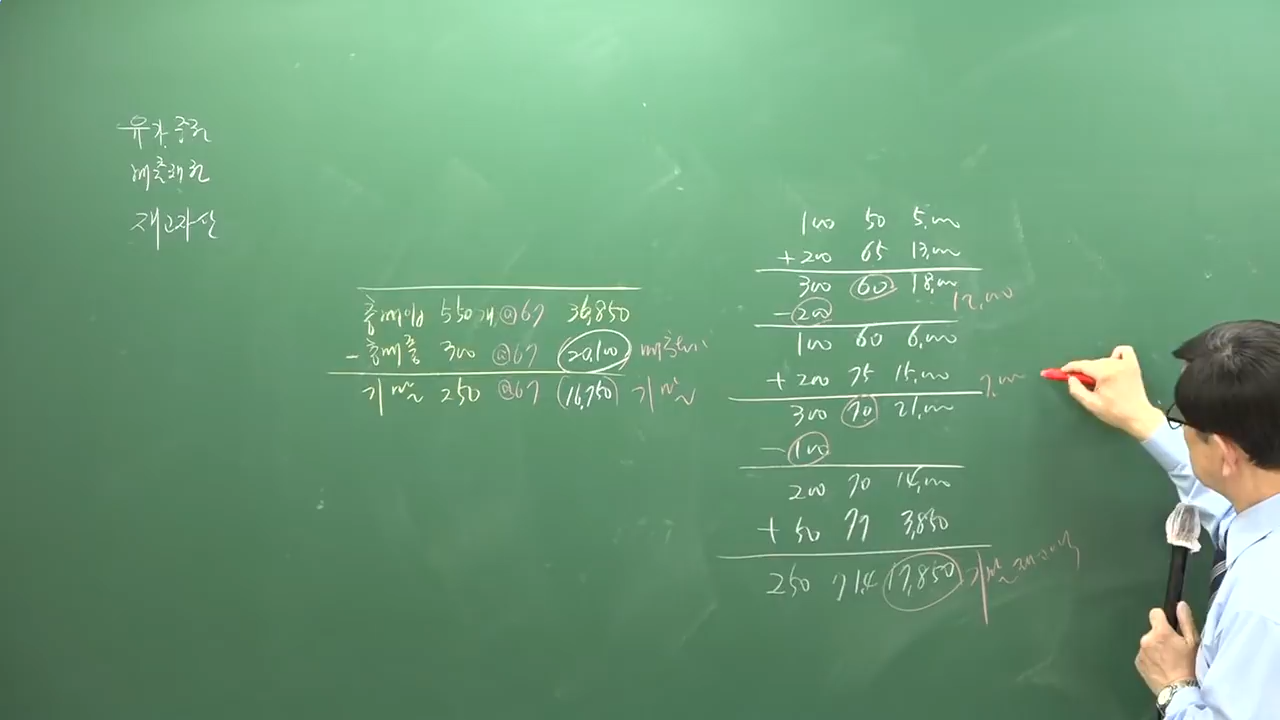 유가증권
매출채권
재고자산
총매입 550개 @67 36,850
- 총매출 300 @67 20,100 매출원가
기말 250 @67 (16,750) 기말
100 50 5,000
+200 65 13,000
300 60 18,000
-200 12,000
100 60 6,000
+200 75 15,000
300 70 21,000 7,000
-100
200 70 14,000
+50 77 3,850
250 71.4 17,850 기말재고액